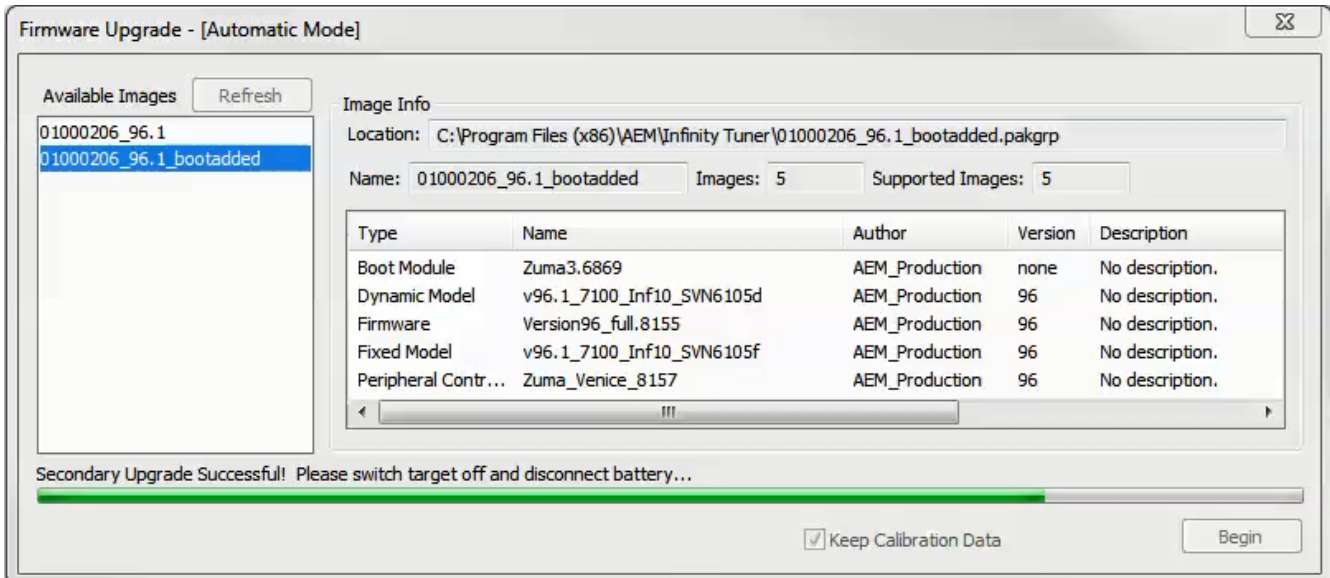 Firmware Upgrade - [Automatic Mode]
Available Images
Refresh
01000206_96.1
01000206_96.1_bootadded
Image Info
Location: C:\Program Files (x86)\AEM\Infinity Tuner\01000206_96.1_bootadded.pakgrp
Name: 01000206_96.1_bootadded Images: 5 Supported Images: 5
Type Name Author Version Description
Boot Module Zuma3.6869 AEM_Production none No description.
Dynamic Model v96.1_7100_Inf10_SVN6105d AEM_Production 96 No description.
Firmware Version96_full.8155 AEM_Production 96 No description.
Fixed Model v96.1_7100_Inf10_SVN6105f AEM_Production 96 No description.
Peripheral Contr... Zuma_Venice_8157 AEM_Production 96 No description.
Secondary Upgrade Successful! Please switch target off and disconnect battery...
Keep Calibration Data
Begin